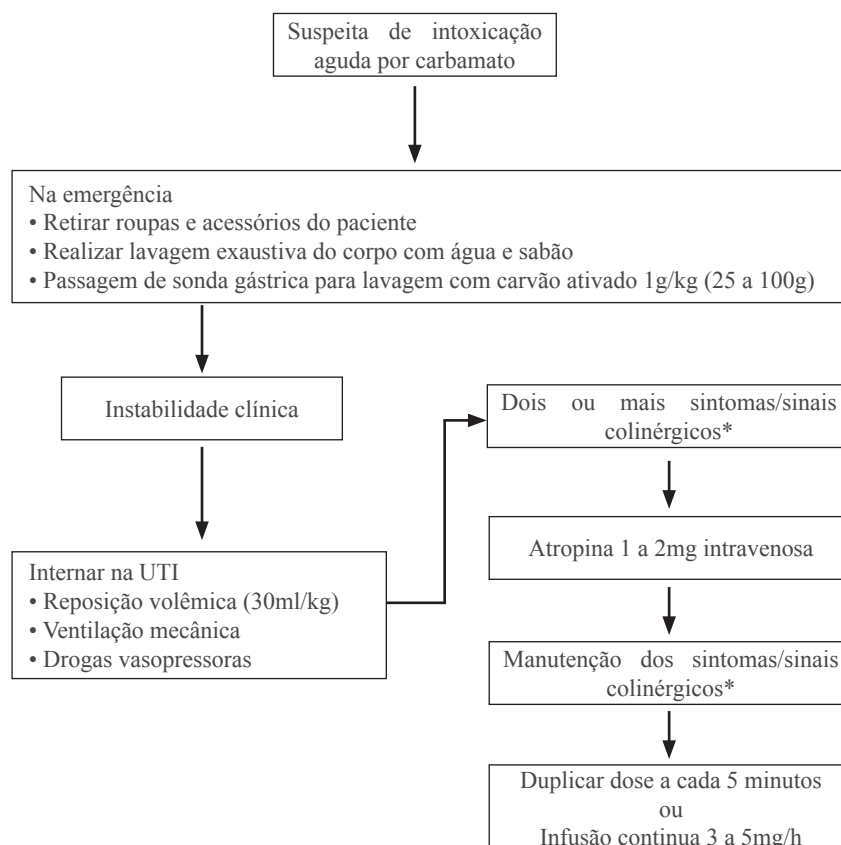 Suspeita de intoxicação
aguda por carbamato
Na emergência
• Retirar roupas e acessórios do paciente
• Realizar lavagem exaustiva do corpo com água e sabão
• Passagem de sonda gástrica para lavagem com carvão ativado 1g/kg (25 a 100g)
Instabilidade clínica
Internar na UTI
• Reposição volêmica (30ml/kg)
• Ventilação mecânica
• Drogas vasopressoras
Dois ou mais sintomas/sinais
colinérgicos*
Atropina 1 a 2mg intravenosa
Manutenção dos sintomas/sinais
colinérgicos*
Duplicar dose a cada 5 minutos
ou
Infusão continua 3 a 5mg/h